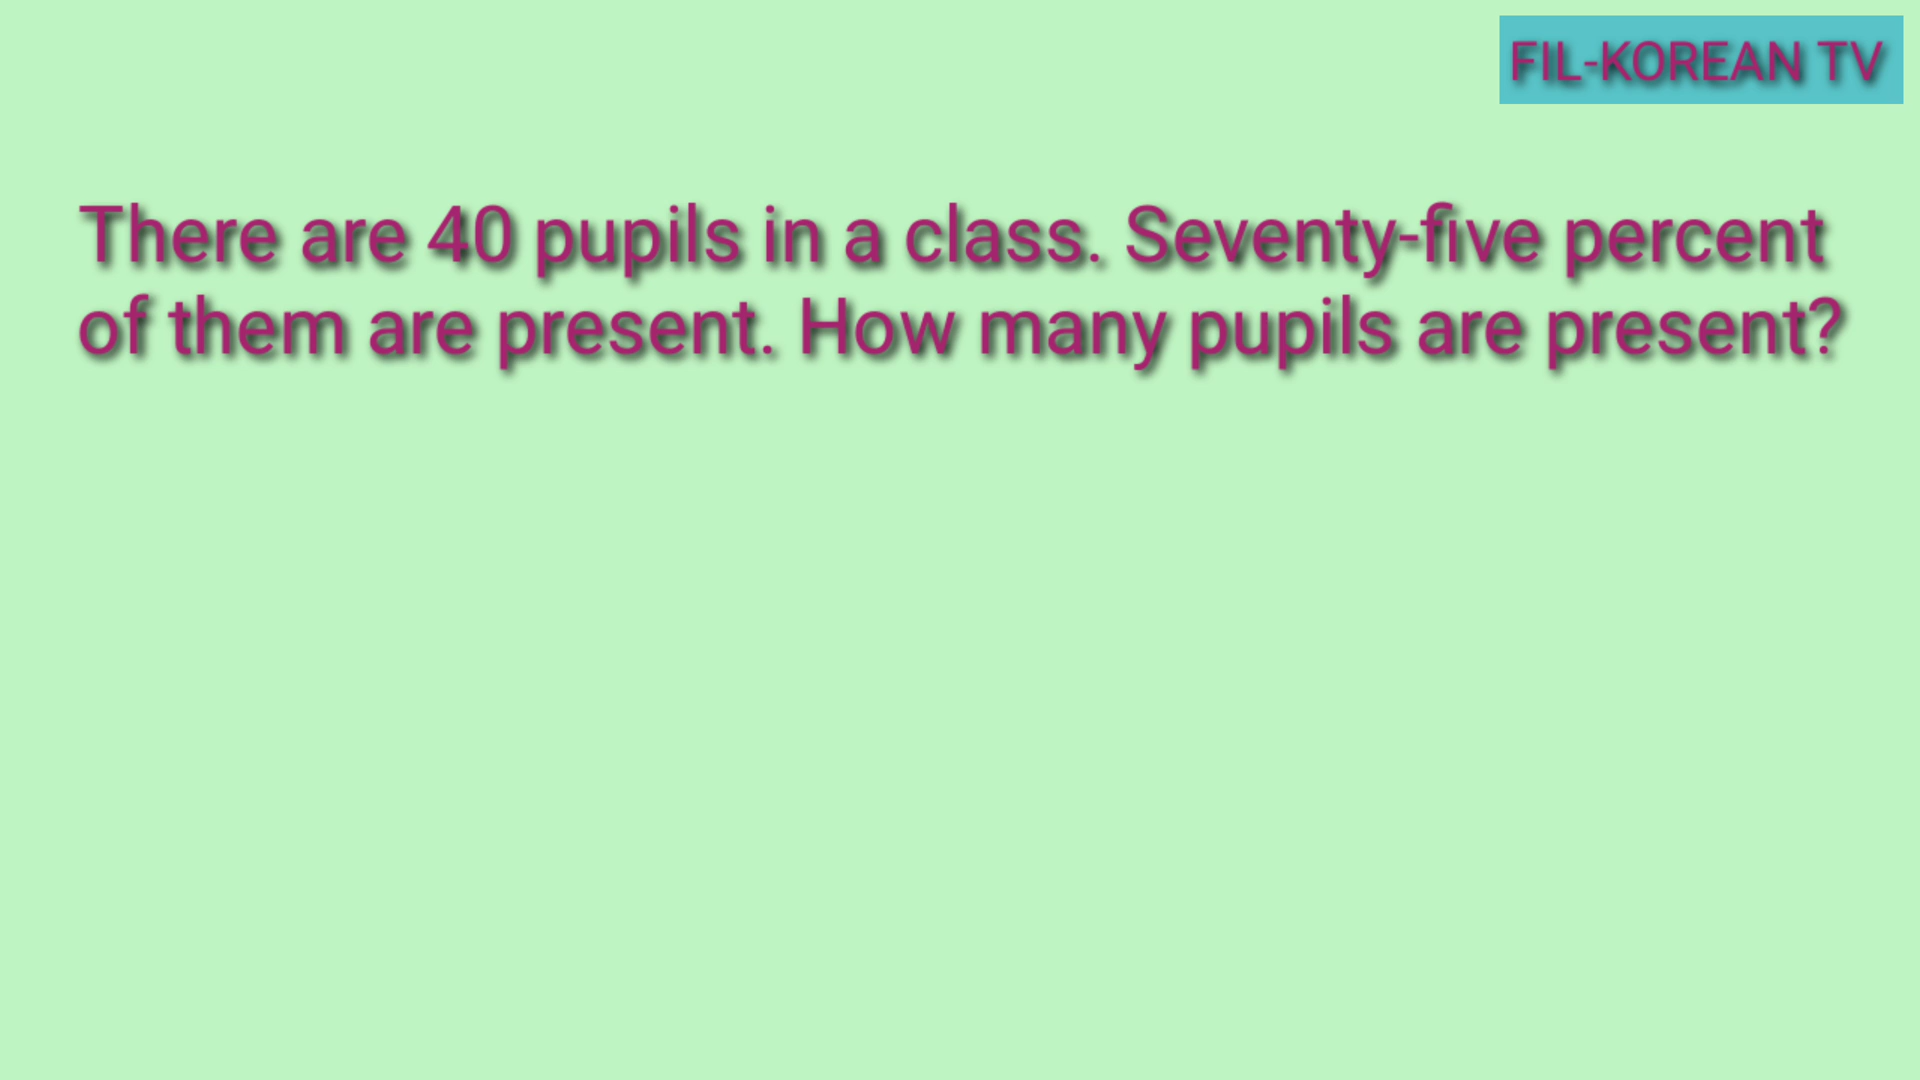 FIL-KOREAN TV
There are 40 pupils in a class. Seventy-five percent
of them are present. How many pupils are present?